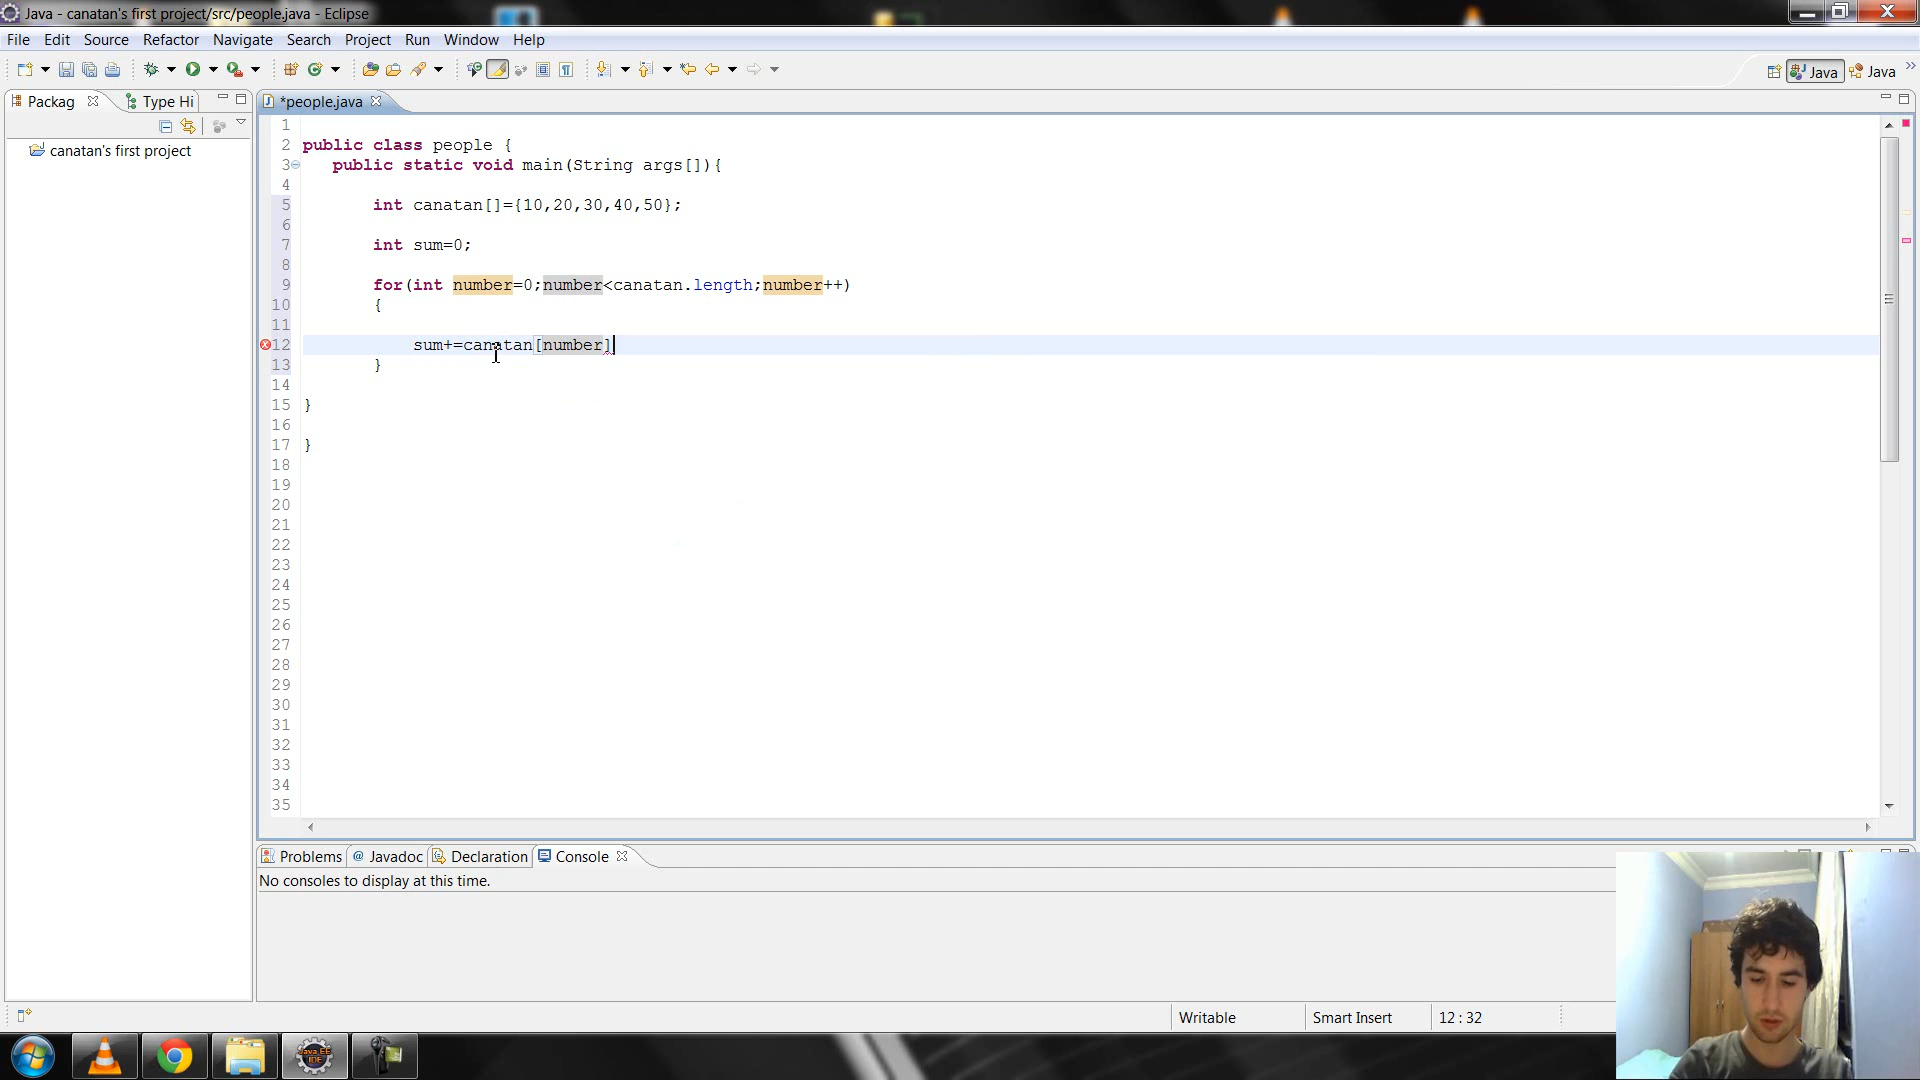 Java - canatan's first project/src/people.java - Eclipse
File Edit Source Refactor Navigate Search Project Run Window Help
Java Java
Packag Type Hi
*people.java
canatan's first project
1
2 public class people {
3 public static void main(String args[]){
4
5 int canatan[]={10,20,30,40,50};
6
7 int sum=0;
8
9 for(int number=0;number<canatan.length;number++)
10 {
11
12 sum+=canatan[number]
13 }
14
15 }
16
17 }
18
19
20
21
22
23
24
25
26
27
28
29
30
31
32
33
34
35
Problems @ Javadoc Declaration Console
No consoles to display at this time.
Writable Smart Insert 12 : 32
Java EE
IDE